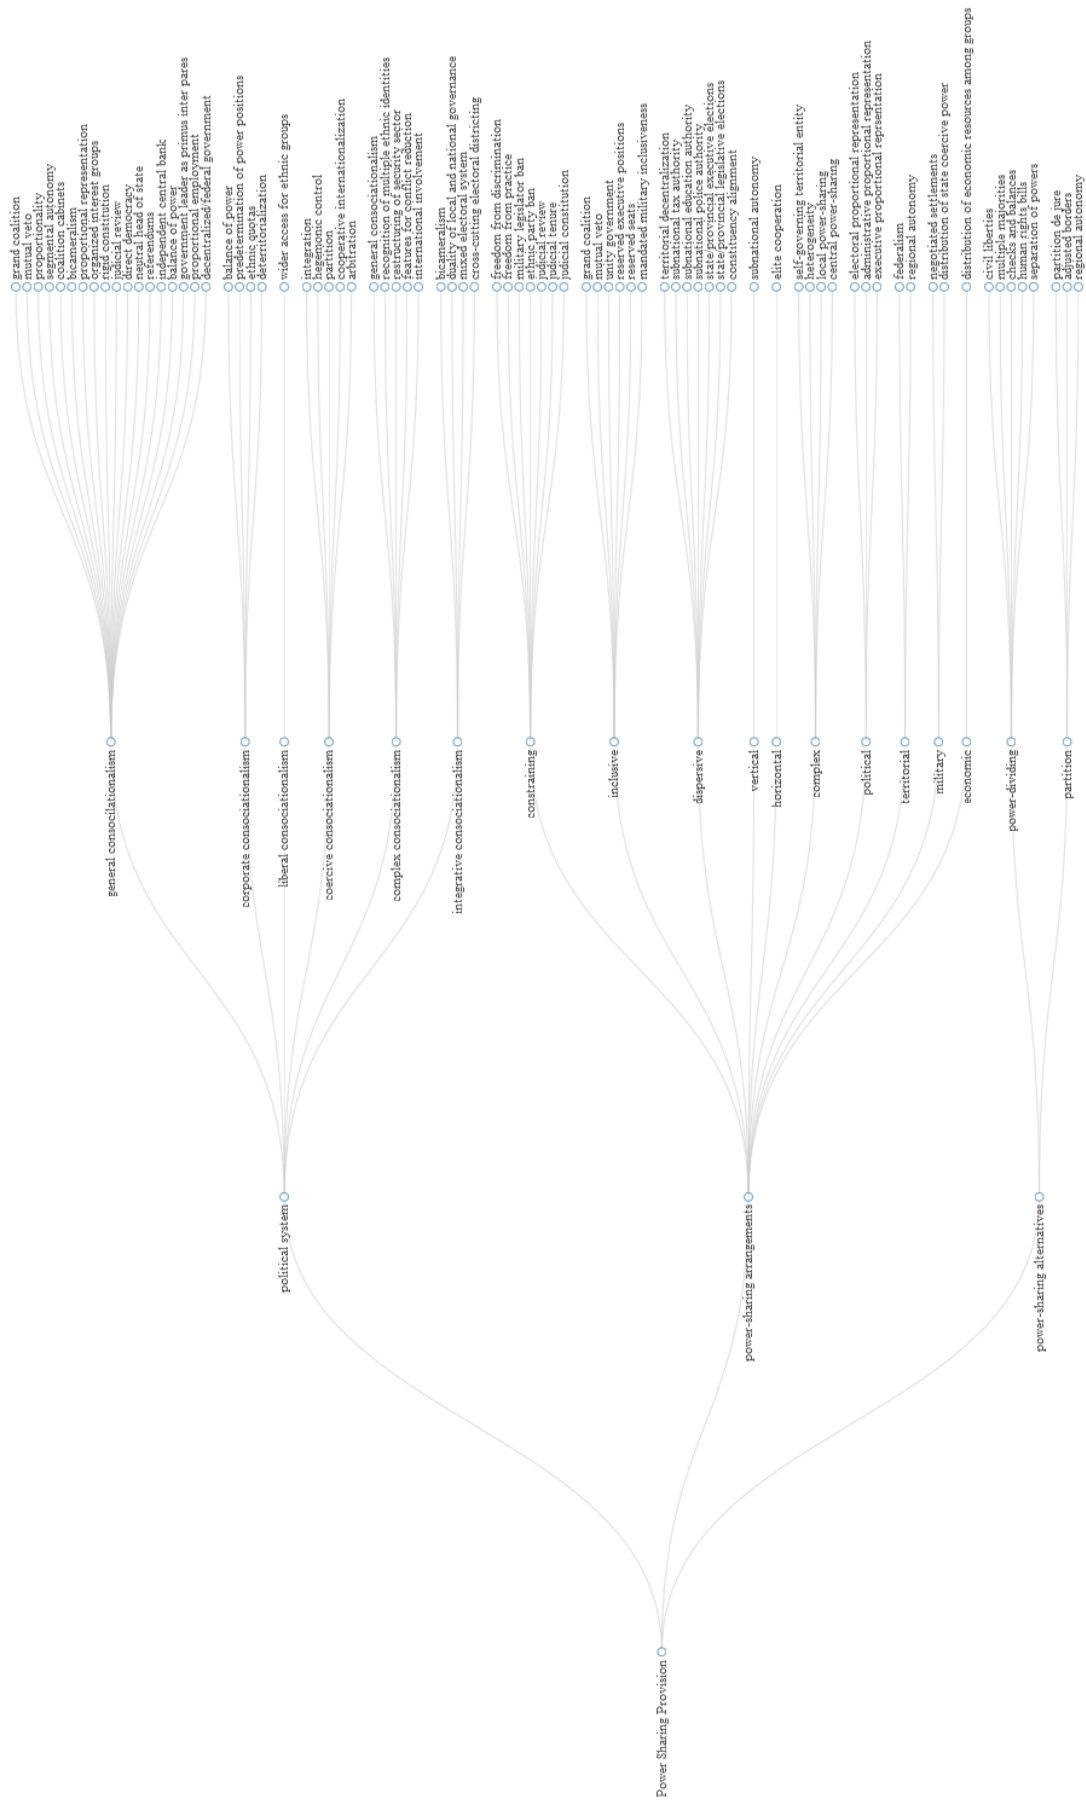 grand coalition
mutual veto
proportionality
segmental autonomy
coalition cabinets
bicameralism
proportional representation
organized interest groups
rigid constitution
judicial review
direct democracy
neutral head of state
referendums
independent central bank
balance of power
government leader as primus inter pares
proportional employment
decentralized/federal government
balance of power
predetermination of power positions
ethnic quotas
deterritorialization
wider access for ethnic groups
integration
hegemonic control
partition
cooperative internationalization
arbitration
general consociationalism
recognition of multiple ethnic identities
restructuring of security sector
features for conflict reduction
international involvement
bicameralism
duality of local and national governance
mixed electoral system
cross-cutting electoral districting
freedom from discrimination
freedom from practice
military legislator ban
ethnic party ban
judicial review
judicial tenure
judicial constitution
grand coalition
mutual veto
unity government
reserved executive positions
reserved seats
mandated military inclusiveness
territorial decentralization
subnational tax authority
subnational education authority
subnational police authority
state/provincial executive elections
state/provincial legislative elections
constituency alignment
subnational autonomy
elite cooperation
self-governing territorial entity
heterogeneity
local power-sharing
central power-sharing
electoral proportional representation
administrative proportional representation
executive proportional reprsentation
federalism
regional autonomy
negotiated settlements
distribution of state coercive power
distribution of economic resources among groups
civil liberties
multiple majorities
checks and balances
human rights bills
separation of powers
partition de jure
adjusted borders
regional autonomy
general consocilationalism
corporate consociationalism
liberal consociationalism
coercive consociationalism
complex consociationalism
integrative consociationalism
constraining
inclusive
dispersive
vertical
horizontal
complex
political
territorial
military
economic
power-dividing
partition
political system
power-sharing arrangements
power-sharing alternatives
Power Sharing Provision